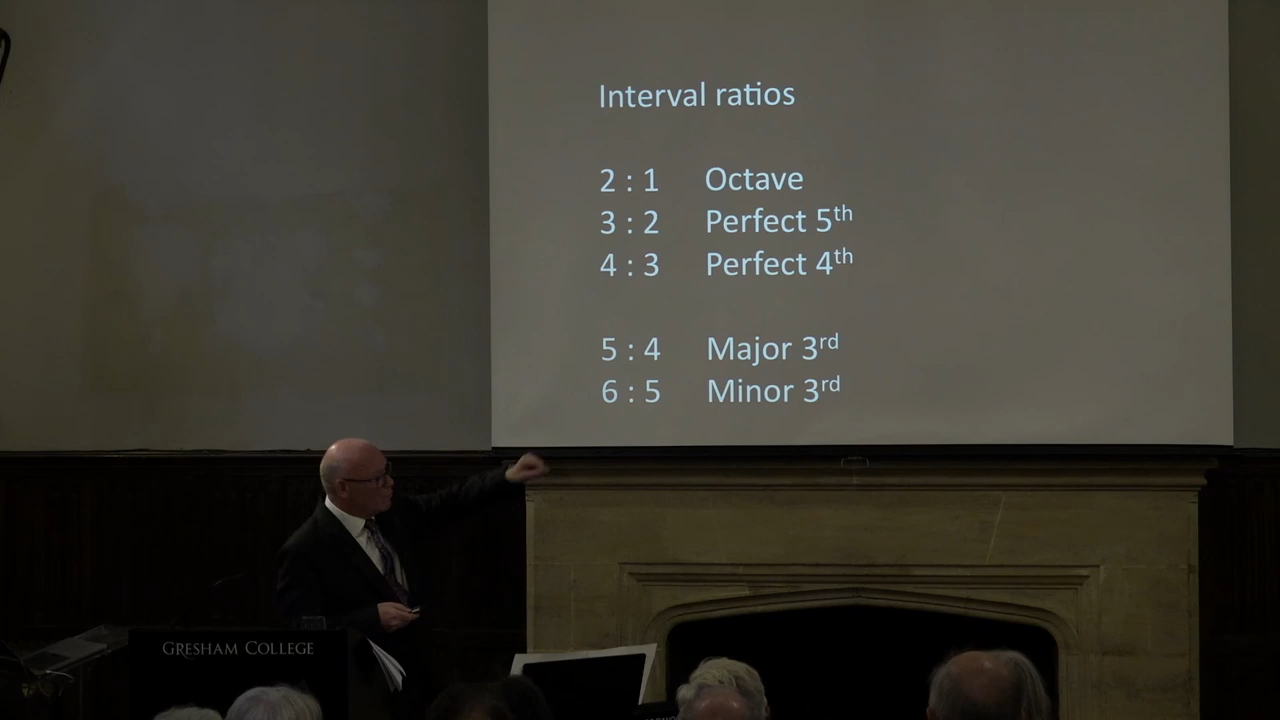 Interval ratios
2 : 1 Octave
3 : 2 Perfect 5th
4 : 3 Perfect 4th
5 : 4 Major 3rd
6 : 5 Minor 3rd
GRESHAM COLLEGE